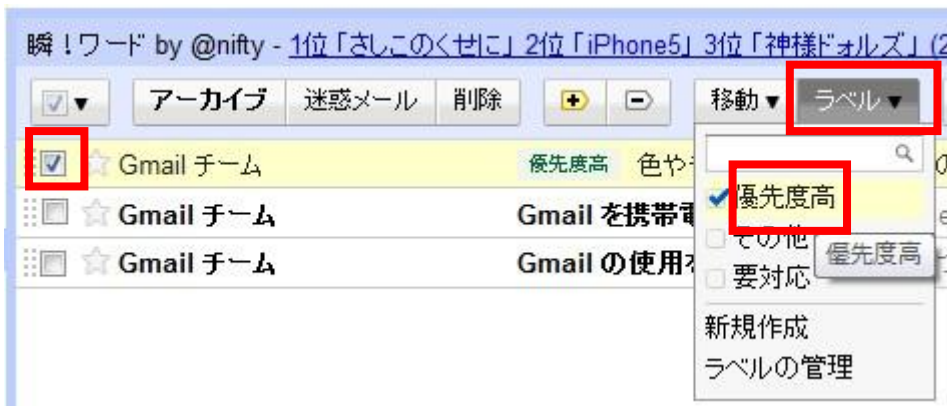 瞬！ワード by @nifty - 1位「さしこのくせに」 2位「iPhone5」 3位「神様ドォルズ」 (2
アーカイブ 迷惑メール 削除 移動▼ ラベル▼
Gmail チーム 優先度高 色や
Gmail チーム Gmail を携帯電
Gmail チーム Gmail の使用
優先度高
その他
優先度高
要対応
新規作成
ラベルの管理